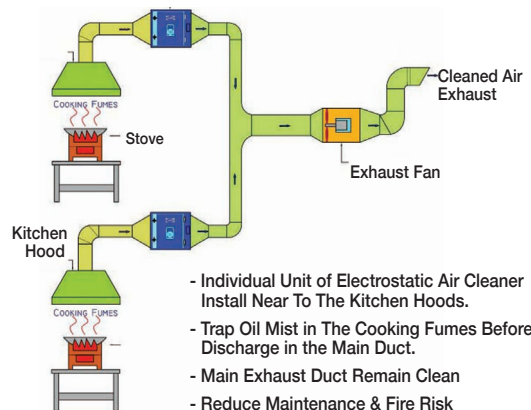 COOKING FUMES
Stove
Cleaned Air
Exhaust
Exhaust Fan
Kitchen
Hood
COOKING FUMES
- Individual Unit of Electrostatic Air Cleaner
Install Near To The Kitchen Hoods.
- Trap Oil Mist in The Cooking Fumes Before
Discharge in the Main Duct.
- Main Exhaust Duct Remain Clean
- Reduce Maintenance & Fire Risk